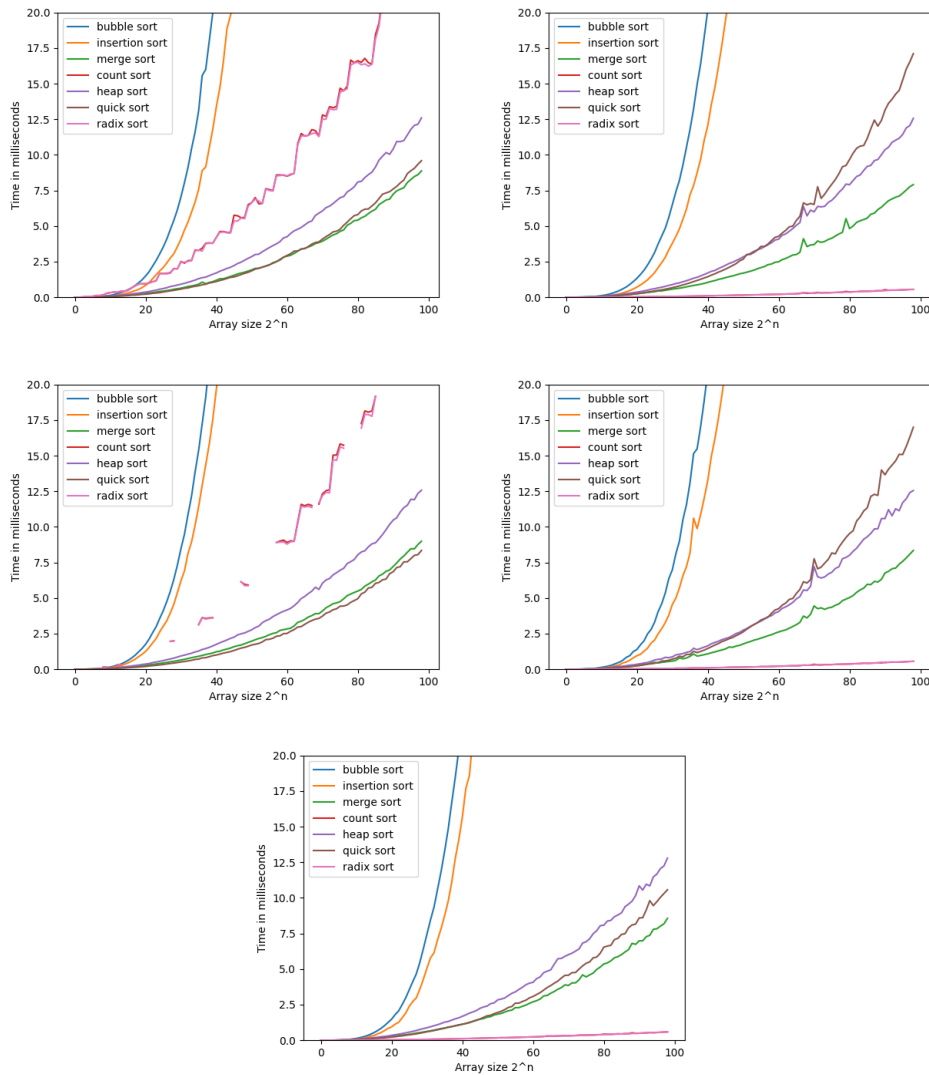 20.0
17.5
15.0
12.5
10.0
7.5
5.0
2.5
0.0
Time in milliseconds
bubble sort
insertion sort
merge sort
count sort
heap sort
quick sort
radix sort
0 20 40 60 80 100
Array size 2^n
20.0
17.5
15.0
12.5
10.0
7.5
5.0
2.5
0.0
Time in milliseconds
bubble sort
insertion sort
merge sort
count sort
heap sort
quick sort
radix sort
0 20 40 60 80 100
Array size 2^n
20.0
17.5
15.0
12.5
10.0
7.5
5.0
2.5
0.0
Time in milliseconds
bubble sort
insertion sort
merge sort
count sort
heap sort
quick sort
radix sort
0 20 40 60 80 100
Array size 2^n
20.0
17.5
15.0
12.5
10.0
7.5
5.0
2.5
0.0
Time in milliseconds
bubble sort
insertion sort
merge sort
count sort
heap sort
quick sort
radix sort
0 20 40 60 80 100
Array size 2^n
20.0
17.5
15.0
12.5
10.0
7.5
5.0
2.5
0.0
Time in milliseconds
bubble sort
insertion sort
merge sort
count sort
heap sort
quick sort
radix sort
0 20 40 60 80 100
Array size 2^n